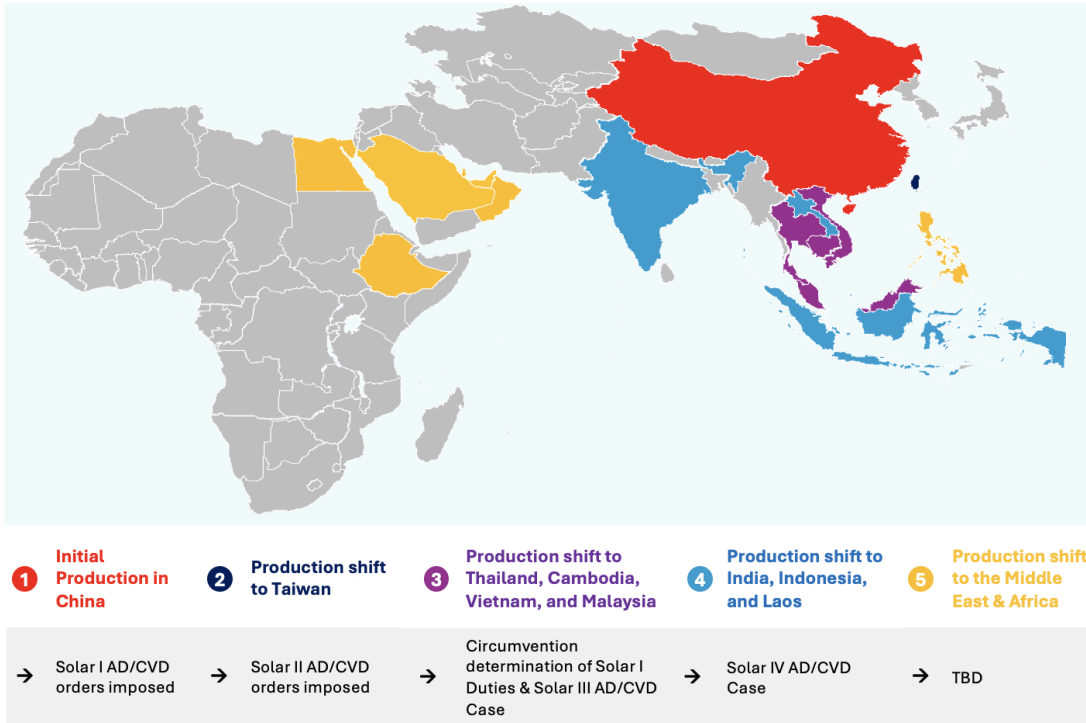 1
Initial
Production in
China
2
Production shift
to Taiwan
3
Production shift to
Thailand, Cambodia,
Vietnam, and Malaysia
4
Production shift to
India, Indonesia,
and Laos
5
Production shift
to the Middle
East & Africa
→ Solar I AD/CVD
orders imposed
→ Solar II AD/CVD
orders imposed
→ Circumvention
determination of Solar I
Duties & Solar III AD/CVD
Case
→ Solar IV AD/CVD
Case
→ TBD